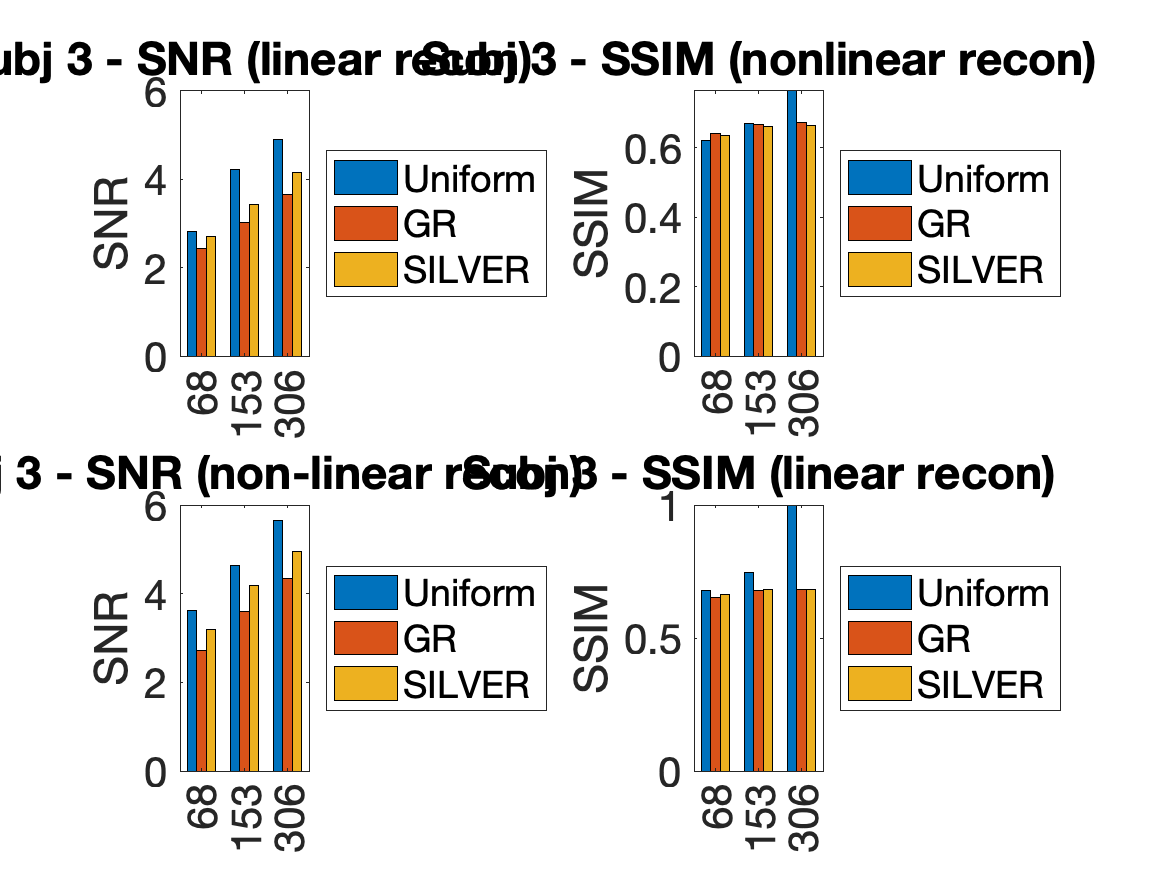 ubj 3 - SNR (linear recon)
Subj 3 - SSIM (nonlinear recon)
6
4
2
0
SNR
68
153
306
Uniform
GR
SILVER
0.6
0.4
0.2
0
SSIM
68
153
306
Uniform
GR
SILVER
j 3 - SNR (non-linear recon)
Subj 3 - SSIM (linear recon)
6
4
2
0
SNR
68
153
306
Uniform
GR
SILVER
1
0.5
0
SSIM
68
153
306
Uniform
GR
SILVER